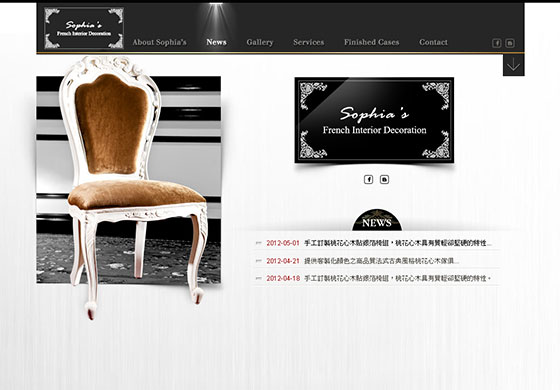 Sophia's
French Interior Decoration
About Sophia's
News
Gallery
Services
Finished Cases
Contact
Sophia's
French Interior Decoration
NEWS
2012-05-01 手工訂製桃花心木貼銀箔椅組，桃花心木具有質輕卻堅硬的特性...
2012-04-21 提供客製化顏色之高品質法式古典風格桃花心木傢俱...
2012-04-18 手工訂製桃花心木貼銀箔椅組，桃花心木具有質輕卻堅硬的特性。